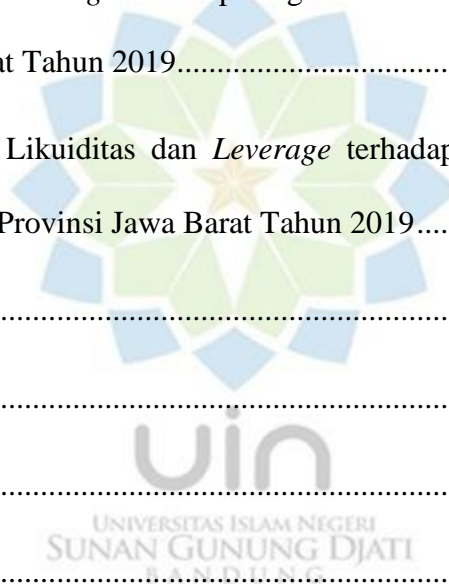 at Tahun 2019...................................
Likuiditas dan Leverage terhadap
Provinsi Jawa Barat Tahun 2019....
............................................................
............................................................
uin
............................................................
UNIVERSITAS ISLAM NEGERI
SUNAN GUNUNG DJATI
BANDUNG
............................................................